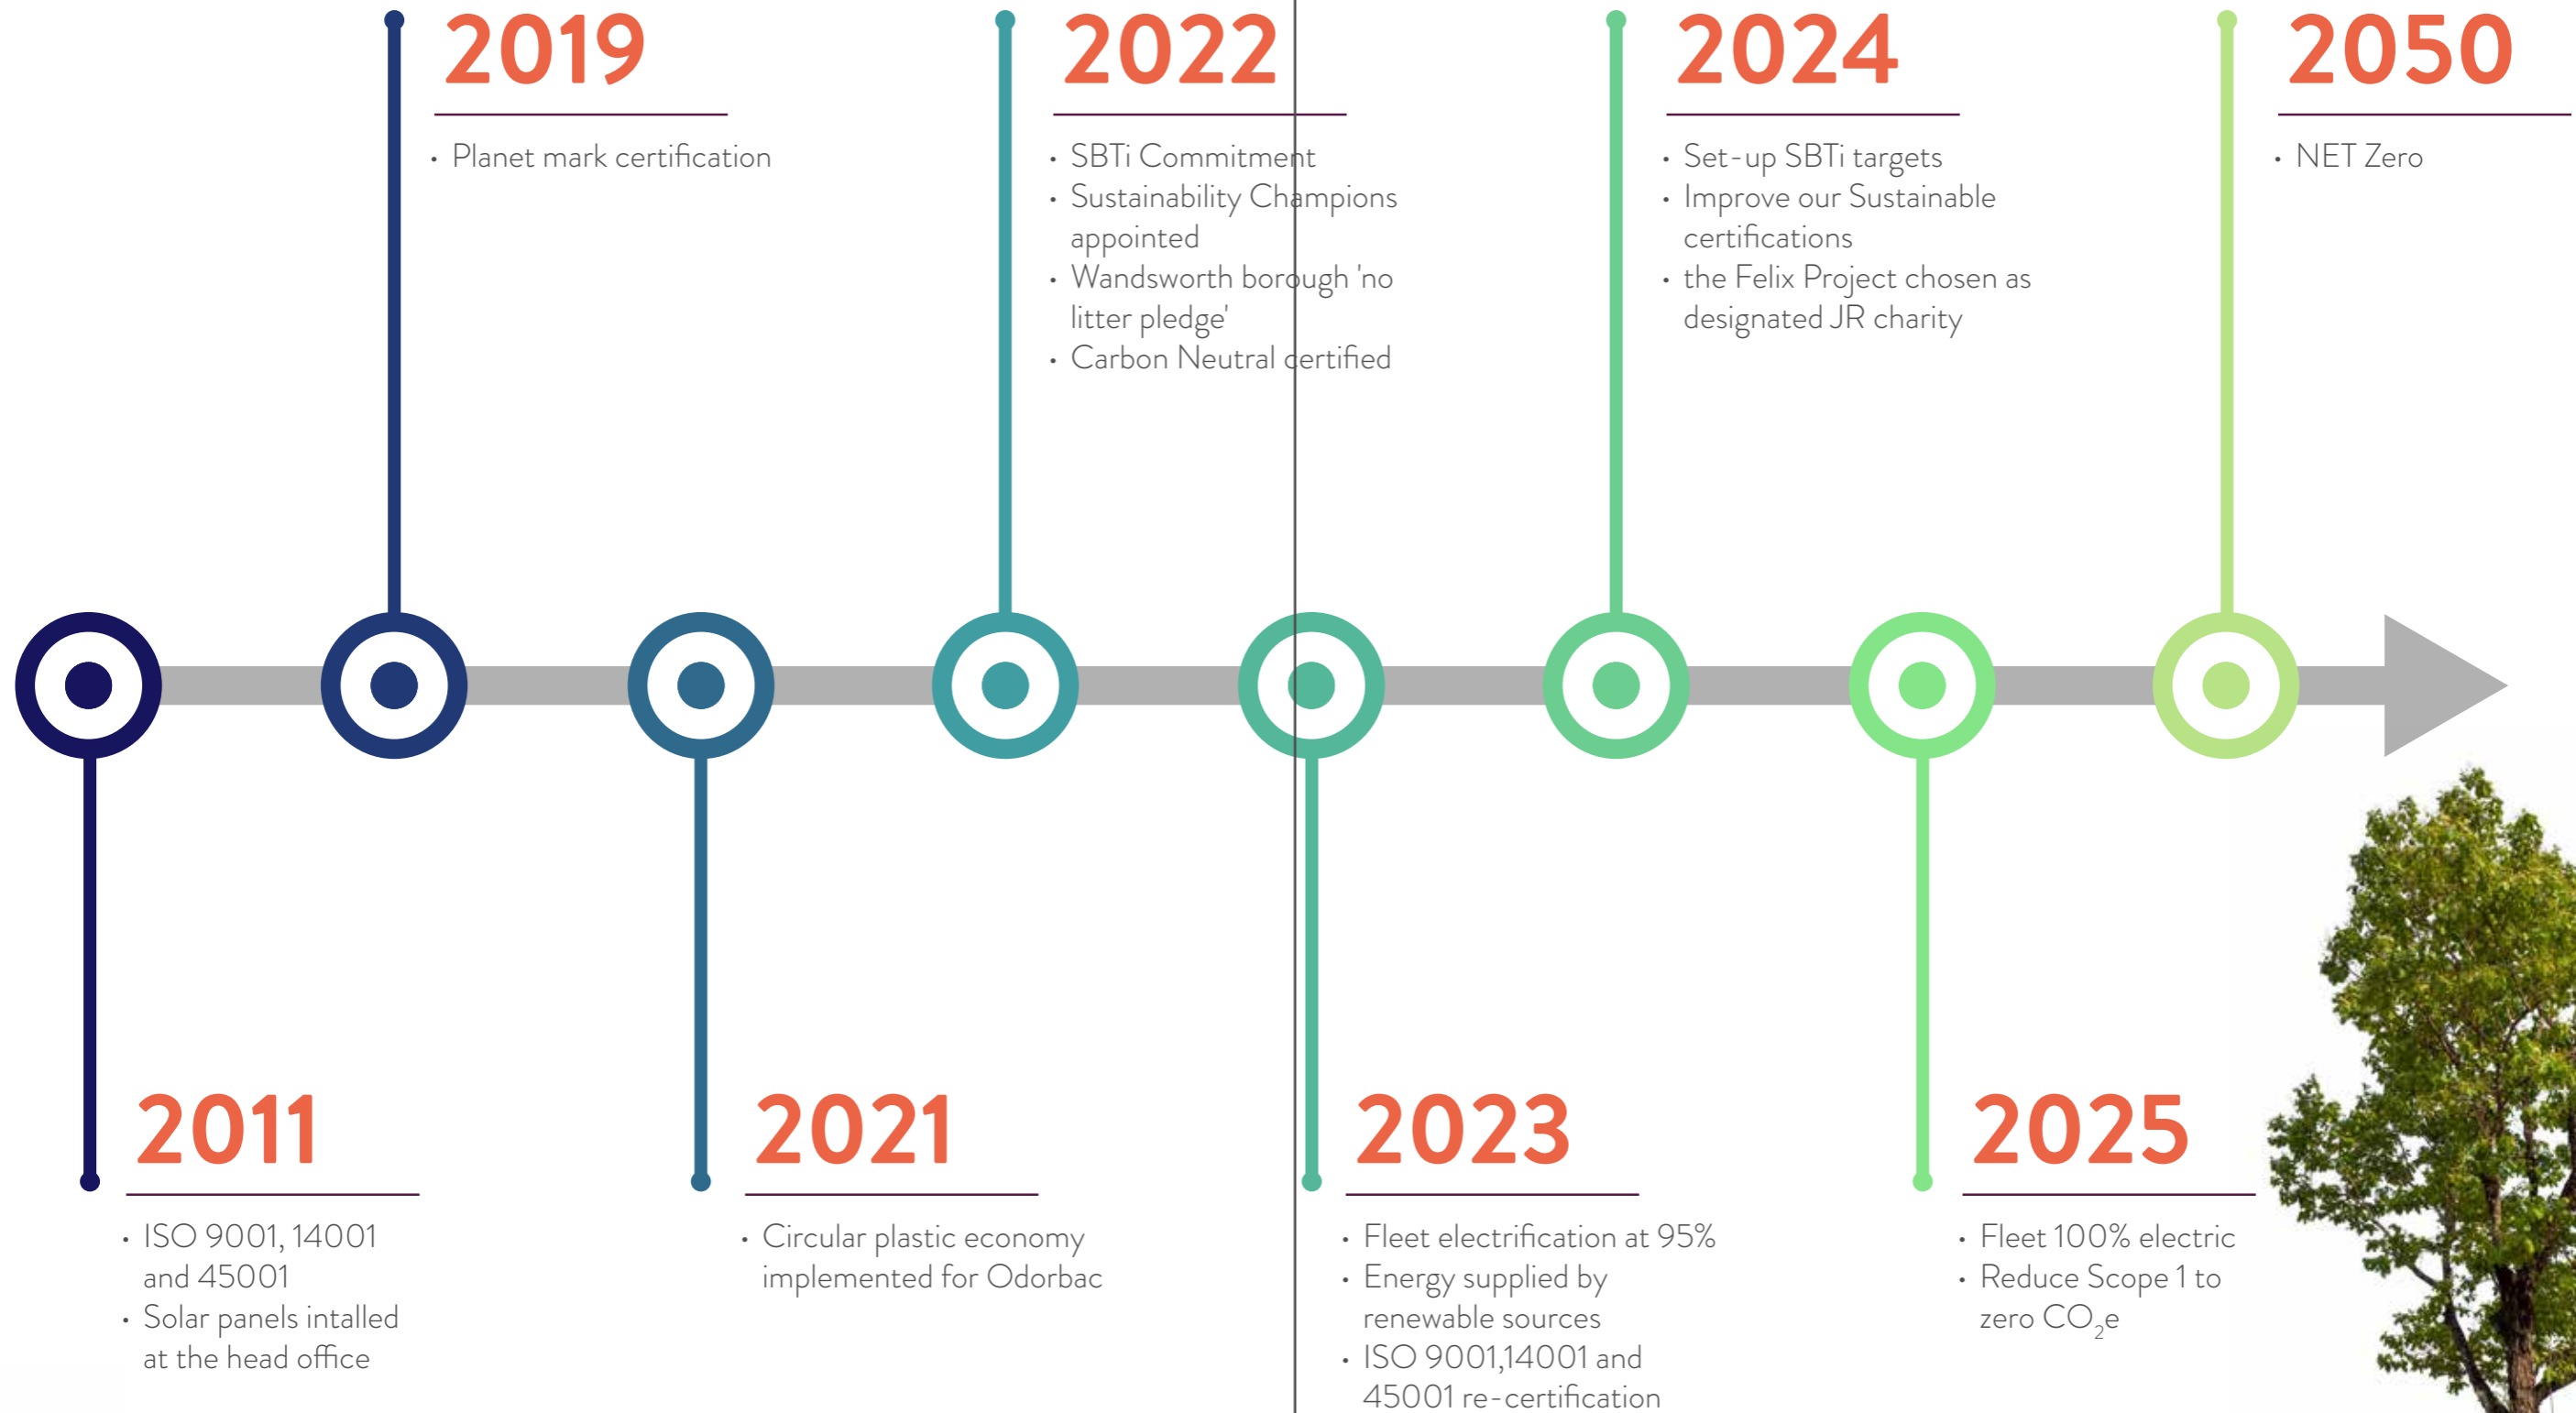 2019
• Planet mark certification
2022
• SBTi Commitment
• Sustainability Champions
appointed
• Wandsworth borough 'no
litter pledge'
• Carbon Neutral certified
2024
• Set-up SBTi targets
• Improve our Sustainable
certifications
• the Felix Project chosen as
designated JR charity
2050
• NET Zero
2011
• ISO 9001, 14001
and 45001
• Solar panels intalled
at the head office
2021
• Circular plastic economy
implemented for Odorbac
2023
• Fleet electrification at 95%
• Energy supplied by
renewable sources
• ISO 9001,14001 and
45001 re-certification
2025
• Fleet 100% electric
• Reduce Scope 1 to
zero CO₂e